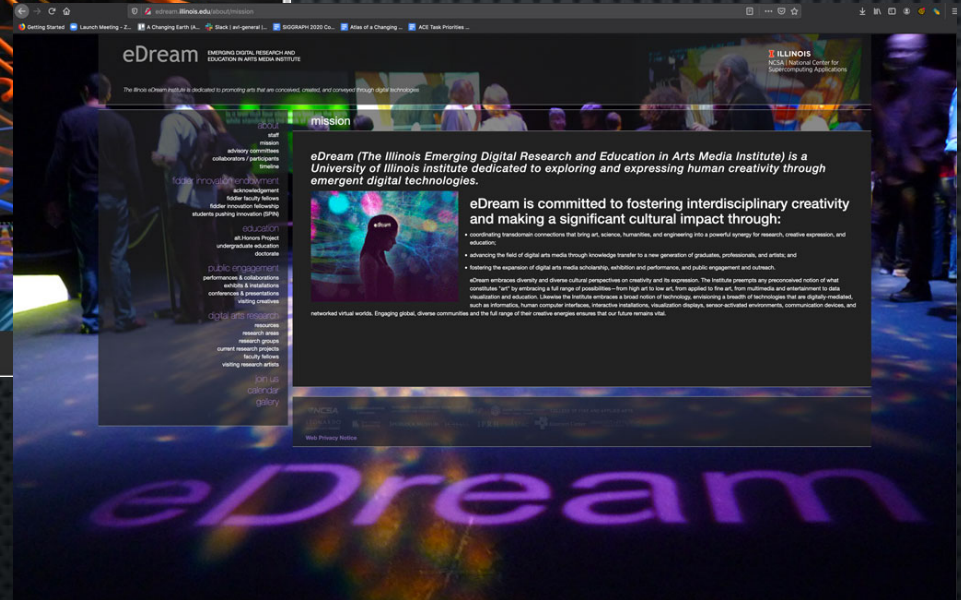 edream.illinois.edu/about/mission
Getting Started Launch Meeting - Z... A Changing Earth (A... Slack | avi-general |... SIGGRAPH 2020 Co... Atlas of a Changing ... ACE Task Priorities ...
eDream
EMERGING DIGITAL RESEARCH AND
EDUCATION IN ARTS MEDIA INSTITUTE
ILLINOIS
NCSA | National Center for
Supercomputing Applications
The Illinois eDream Institute is dedicated to promoting arts that are conceived, created, and conveyed through digital technologies.
about
staff
mission
advisory committees
collaborators / participants
timeline
fiddler innovation endowment
acknowledgement
fiddler faculty fellows
fiddler innovation fellowship
students pushing innovation (SPIN)
education
alt.Honors Project
undergraduate education
doctorate
public engagement
performances & collaborations
exhibits & installations
conferences & presentations
visiting creatives
digital arts research
resources
research areas
research groups
current research projects
faculty fellows
visiting research artists
join us
calendar
gallery
mission
eDream (The Illinois Emerging Digital Research and Education in Arts Media Institute) is a
University of Illinois institute dedicated to exploring and expressing human creativity through
emergent digital technologies.
eDream
eDream is committed to fostering interdisciplinary creativity
and making a significant cultural impact through:
• coordinating transdomain connections that bring art, science, humanities, and engineering into a powerful synergy for research, creative expression, and
education;
• advancing the field of digital arts media through knowledge transfer to a new generation of graduates, professionals, and artists; and
• fostering the expansion of digital arts media scholarship, exhibition and performance, and public engagement and outreach.
eDream embraces diversity and diverse cultural perspectives on creativity and its expression. The Institute preempts any preconceived notion of what
constitutes "art" by embracing a full range of possibilities—from high art to low art, from applied to fine art, from multimedia and entertainment to data
visualization and education. Likewise the Institute embraces a broad notion of technology, envisioning a breadth of technologies that are digitally-mediated,
such as informatics, human computer interfaces, interactive installations, visualization displays, sensor-activated environments, communication devices, and
networked virtual worlds. Engaging global, diverse communities and the full range of their creative energies ensures that our future remains vital.
NCSA
Web Privacy Notice
eDream